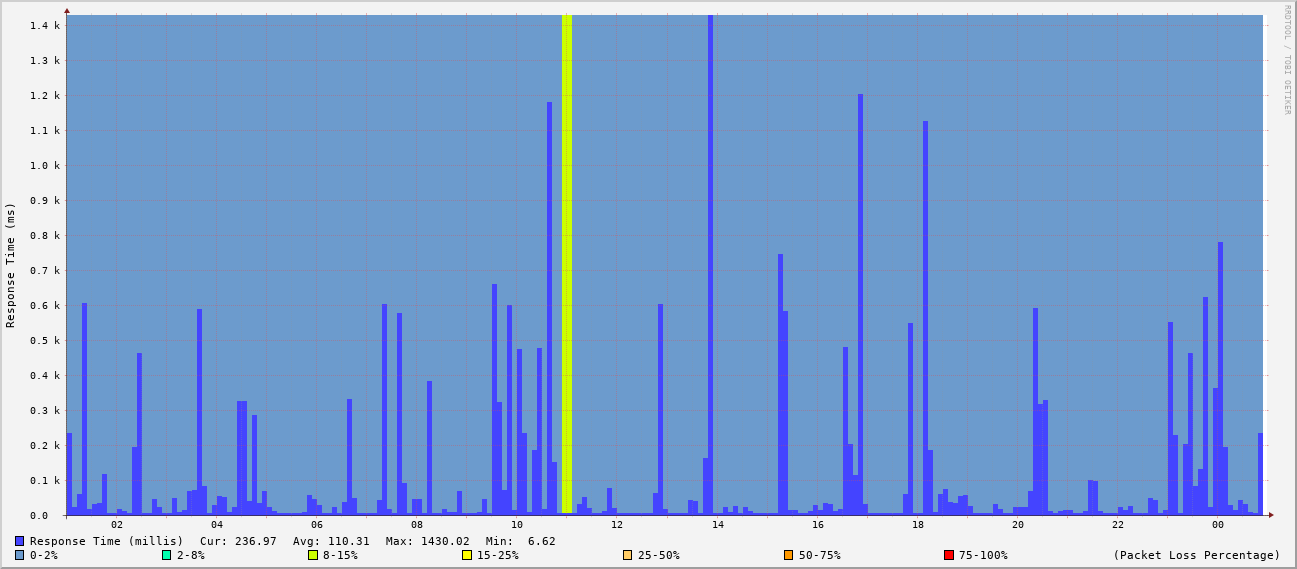 RRDTOOL / TOBI OETIKER
Response Time (ms)
1.4 k
1.3 k
1.2 k
1.1 k
1.0 k
0.9 k
0.8 k
0.7 k
0.6 k
0.5 k
0.4 k
0.3 k
0.2 k
0.1 k
0.0
02 04 06 08 10 12 14 16 18 20 22 00
Response Time (millis) Cur: 236.97 Avg: 110.31 Max: 1430.02 Min: 6.62
0-2% 2-8% 8-15% 15-25% 25-50% 50-75% 75-100% (Packet Loss Percentage)